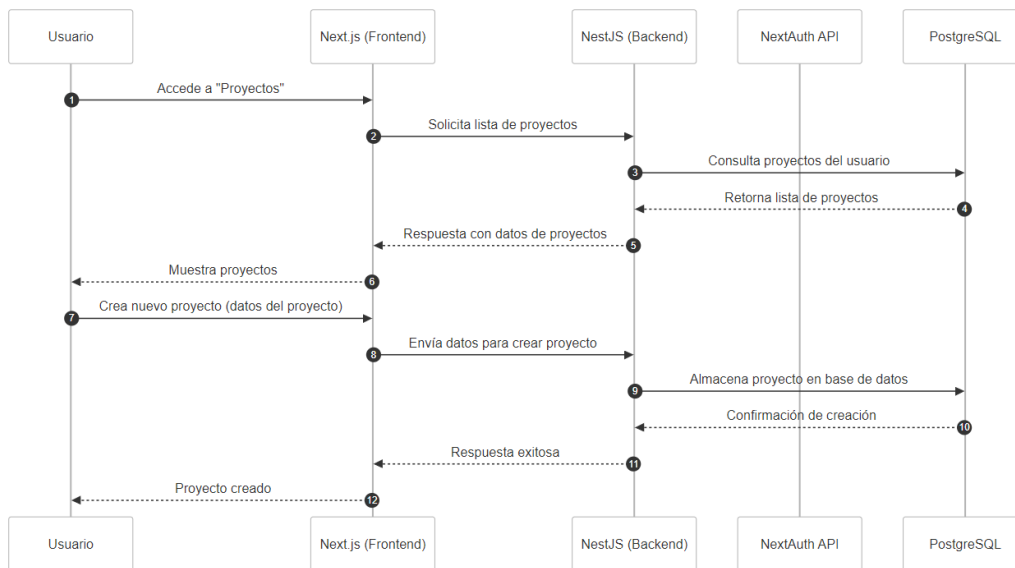 Usuario
Next.js (Frontend)
NestJS (Backend)
NextAuth API
PostgreSQL
Accede a "Proyectos"
1
Solicita lista de proyectos
2
Consulta proyectos del usuario
3
Retorna lista de proyectos
4
Respuesta con datos de proyectos
5
Muestra proyectos
6
Crea nuevo proyecto (datos del proyecto)
7
Envía datos para crear proyecto
8
Almacena proyecto en base de datos
9
Confirmación de creación
10
Respuesta exitosa
11
Proyecto creado
12
Usuario
Next.js (Frontend)
NestJS (Backend)
NextAuth API
PostgreSQL